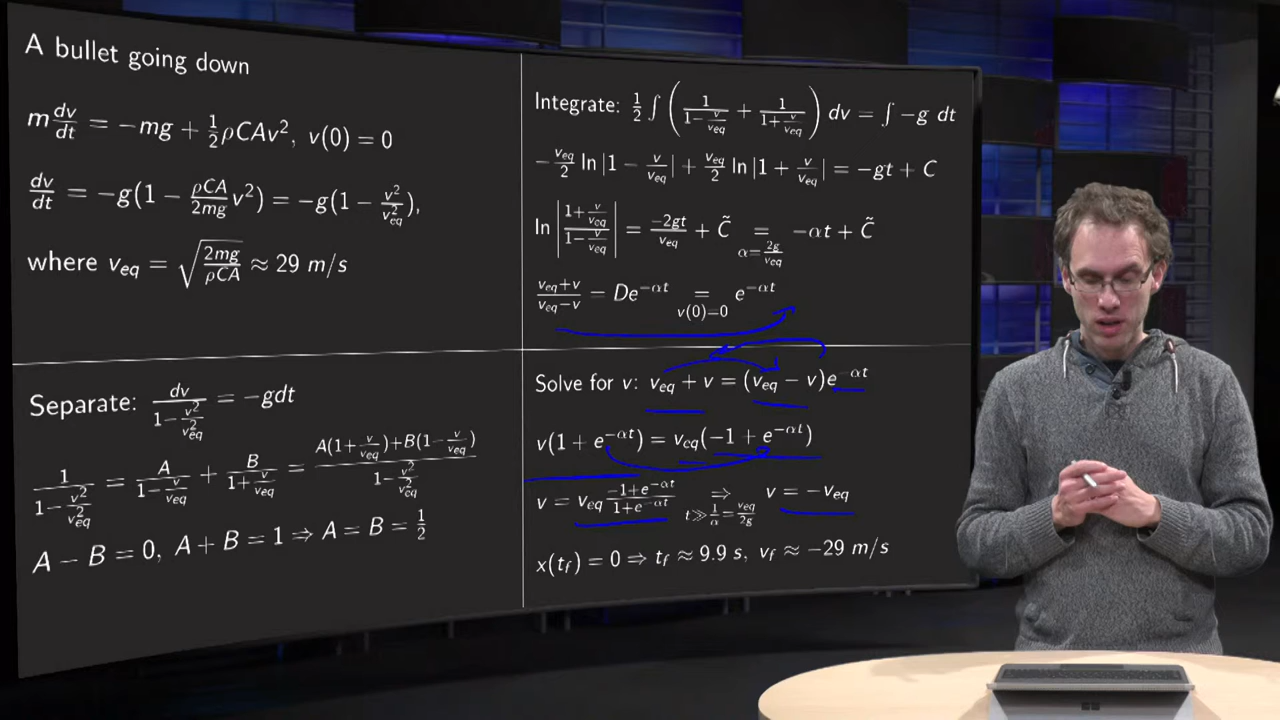 A bullet going down
m dv/dt = −mg + ½ρCAv², v(0) = 0
dv/dt = −g(1 − ρCA/2mg v²) = −g(1 − v²/v²_eq),
where v_eq = √(2mg/ρCA) ≈ 29 m/s
Separate: dv/(1−v²/v²_eq) = −gdt
1/(1−v²/v²_eq) = A/(1−v/v_eq) + B/(1+v/v_eq) = (A(1+v/v_eq)+B(1−v/v_eq))/(1−v²/v²_eq)
A − B = 0, A + B = 1 ⇒ A = B = ½
Integrate: ½ ∫ (1/(1−v/v_eq) + 1/(1+v/v_eq)) dv = ∫ −g dt
−v_eq/2 ln |1 − v/v_eq| + v_eq/2 ln |1 + v/v_eq| = −gt + C
ln |(1+v/v_eq)/(1−v/v_eq)| = −2gt/v_eq + C̃ =_{α=2g/v_eq} −αt + C̃
(v_eq+v)/(v_eq−v) = De^{−αt} =_{v(0)=0} e^{−αt}
Solve for v: v_eq + v = (v_eq − v)e^{−αt}
v(1 + e^{−αt}) = v_eq(−1 + e^{−αt})
v = v_eq (−1+e^{−αt})/(1+e^{−αt}) ⇒_{t≫1/α=v_eq/2g} v = −v_eq
x(t_f) = 0 ⇒ t_f ≈ 9.9 s, v_f ≈ −29 m/s